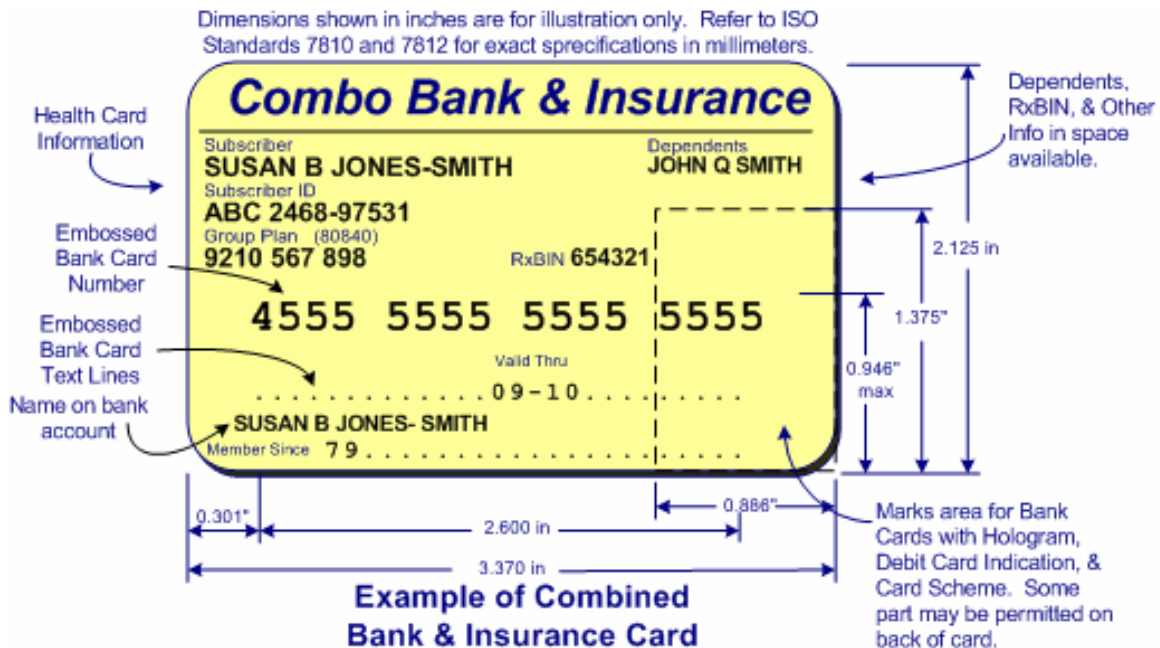 Dimensions shown in inches are for illustration only. Refer to ISO
Standards 7810 and 7812 for exact sprecifications in millimeters.
Combo Bank & Insurance
Health Card
Information
Dependents,
RxBIN, & Other
Info in space
available.
Subscriber
SUSAN B JONES-SMITH
Dependents
JOHN Q SMITH
Subscriber ID
ABC 2468-97531
Group Plan (80840)
9210 567 898
RxBIN 654321
Embossed
Bank Card
Number
4555 5555 5555 5555
2.125 in
1.375"
0.946"
max
Embossed
Bank Card
Text Lines
Valid Thru
. . . . . . . . . . . . . 09-10 . . . . . . . . .
Name on bank
account
SUSAN B JONES- SMITH
Member Since 79 . . . . . . . . . . . . . . . . . . . . .
0.301"
2.600 in
0.886"
3.370 in
Marks area for Bank
Cards with Hologram,
Debit Card Indication, &
Card Scheme. Some
part may be permitted on
back of card.
Example of Combined
Bank & Insurance Card